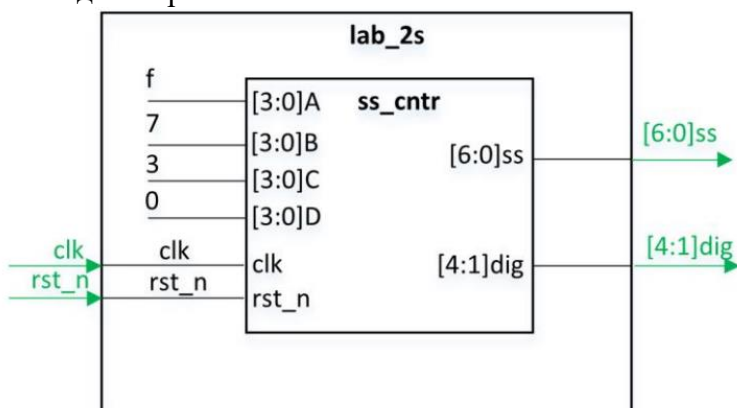 lab_2s
f
[3:0]A ss_cntr
7
[3:0]B
[6:0]ss
[6:0]ss
3
[3:0]C
0
[3:0]D
clk clk clk
[4:1]dig
[4:1]dig
rst_n rst_n rst_n